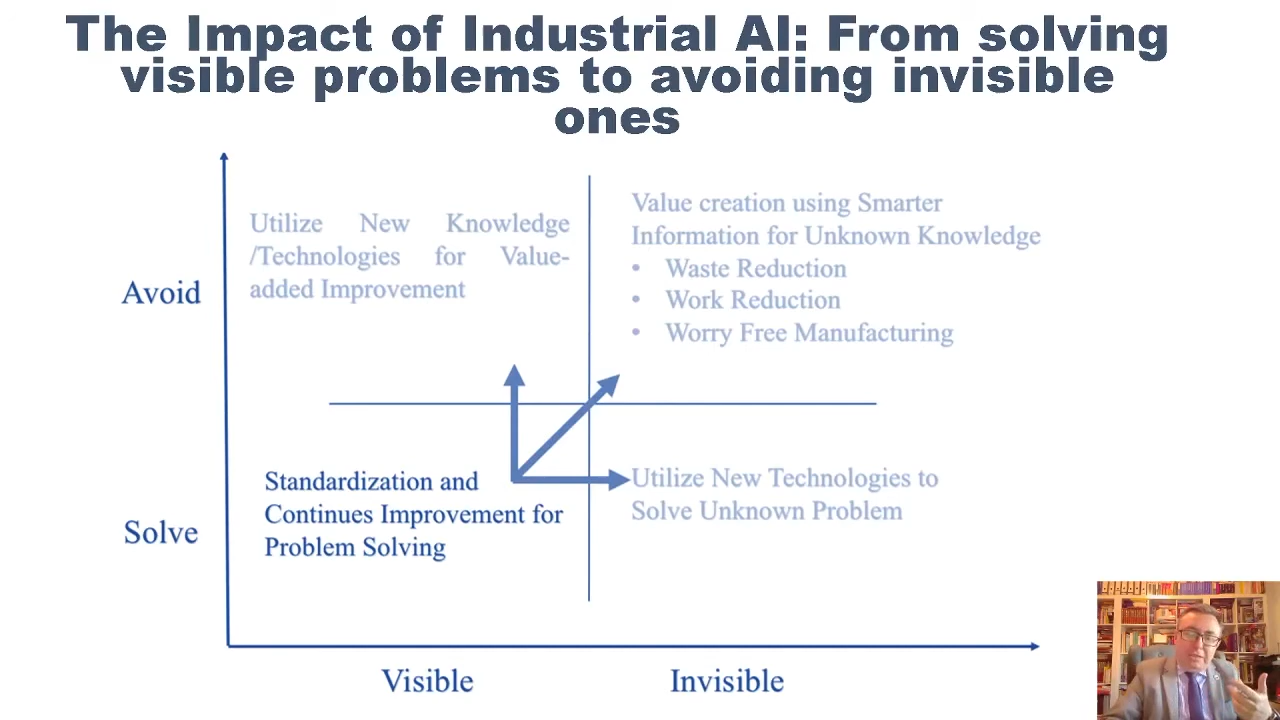 The Impact of Industrial AI: From solving
visible problems to avoiding invisible
ones
Avoid
Utilize New Knowledge
/Technologies for Value-
added Improvement
Value creation using Smarter
Information for Unknown Knowledge
• Waste Reduction
• Work Reduction
• Worry Free Manufacturing
Solve
Standardization and
Continues Improvement for
Problem Solving
Utilize New Technologies to
Solve Unknown Problem
Visible
Invisible